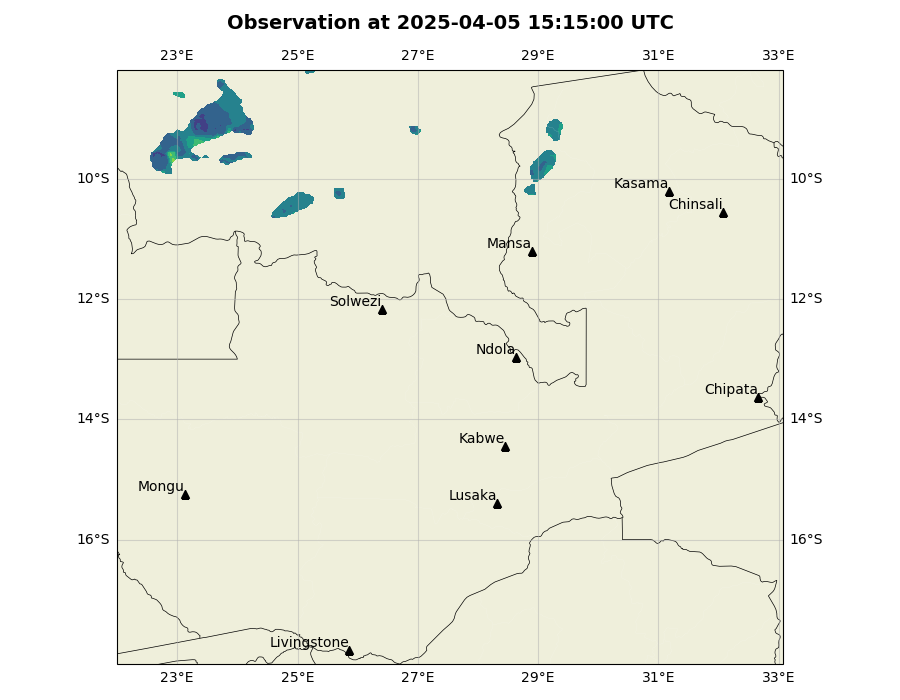 Observation at 2025-04-05 15:15:00 UTC
23°E 25°E 27°E 29°E 31°E 33°E
10°S 10°S
Kasama
Chinsali
Mansa
12°S 12°S
Solwezi
Ndola
Chipata
14°S 14°S
Kabwe
Mongu
Lusaka
16°S 16°S
Livingstone
23°E 25°E 27°E 29°E 31°E 33°E